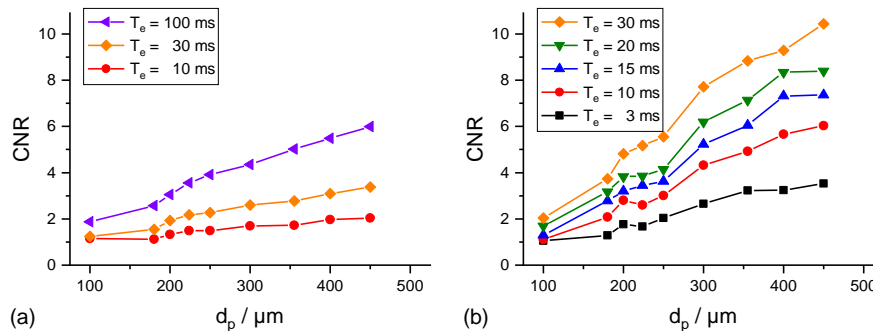 T_e = 100 ms
T_e = 30 ms
T_e = 10 ms
CNR
10
8
6
4
2
0
100 200 300 400 500
d_p / µm
(a)
T_e = 30 ms
T_e = 20 ms
T_e = 15 ms
T_e = 10 ms
T_e = 3 ms
CNR
10
8
6
4
2
0
100 200 300 400 500
d_p / µm
(b)